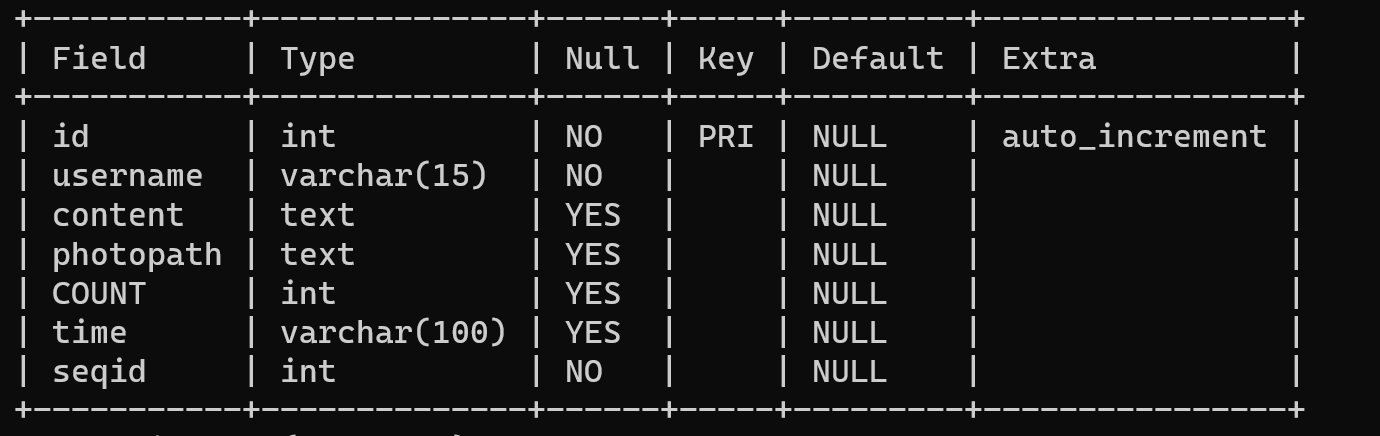 +-----------+--------------+------+-----+---------+----------------+
| Field     | Type         | Null | Key | Default | Extra          |
+-----------+--------------+------+-----+---------+----------------+
| id        | int          | NO   | PRI | NULL    | auto_increment |
| username  | varchar(15)  | NO   |     | NULL    |                |
| content   | text         | YES  |     | NULL    |                |
| photopath | text         | YES  |     | NULL    |                |
| COUNT     | int          | YES  |     | NULL    |                |
| time      | varchar(100) | YES  |     | NULL    |                |
| seqid     | int          | NO   |     | NULL    |                |
+-----------+--------------+------+-----+---------+----------------+